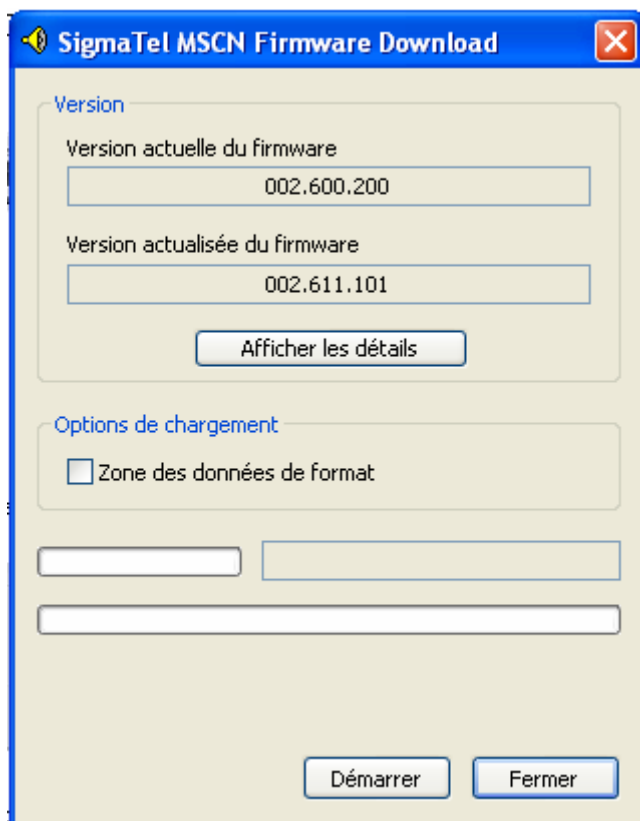 SigmaTel MSCN Firmware Download
Version
Version actuelle du firmware
002.600.200
Version actualisée du firmware
002.611.101
Afficher les détails
Options de chargement
Zone des données de format
Démarrer
Fermer